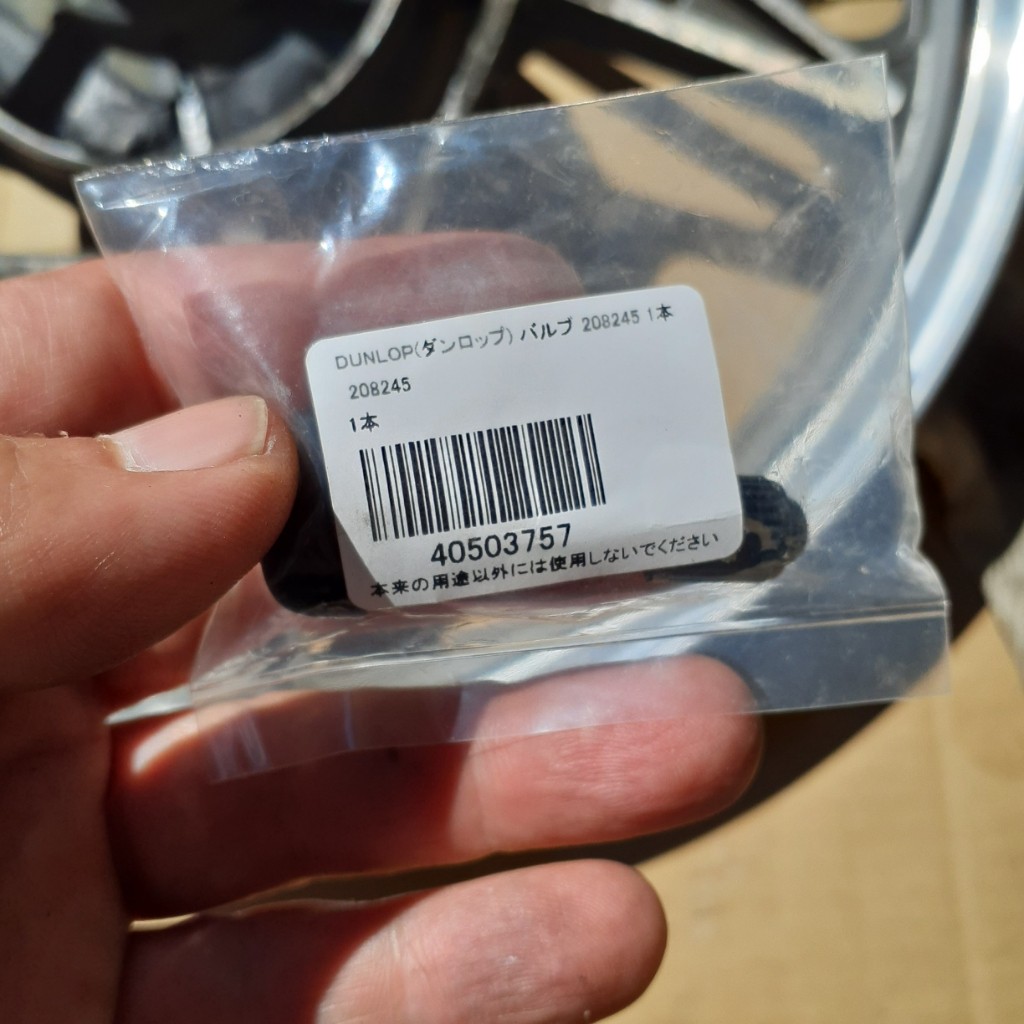 DUNLOP(ダンロップ) バルブ 208245 1本
208245
1本
40503757
本来の用途以外には使用しないでください